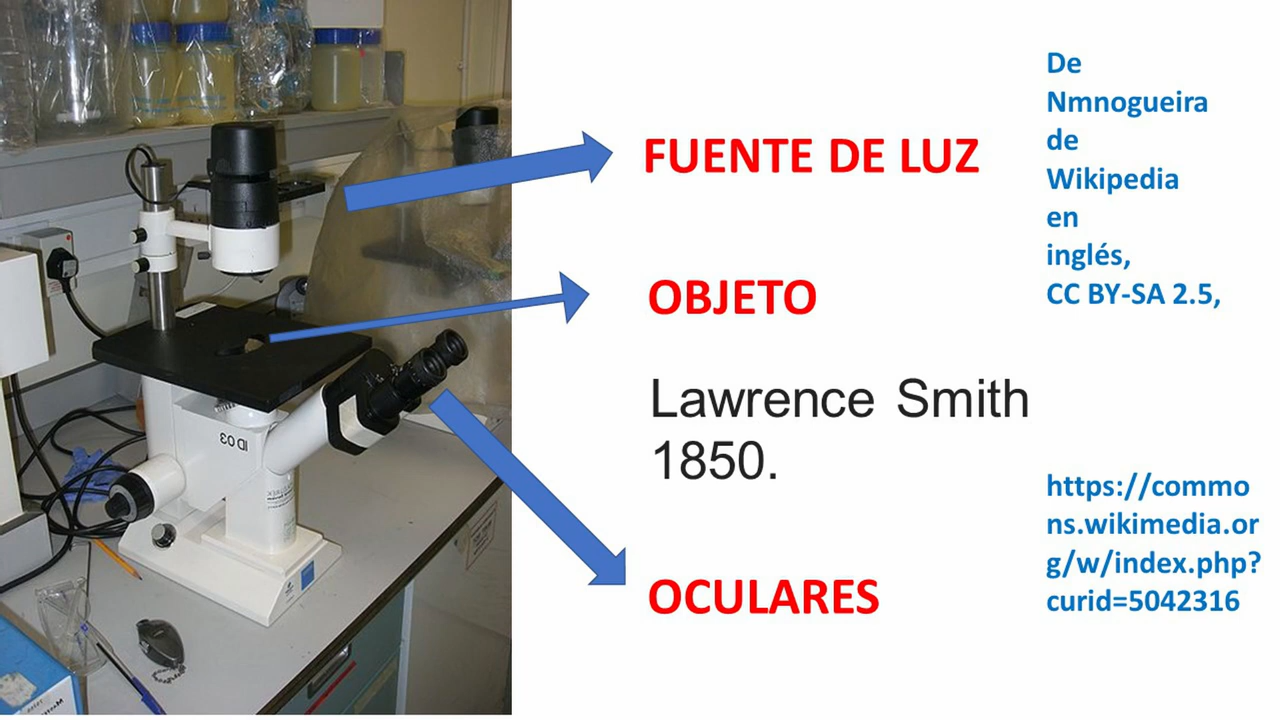 FUENTE DE LUZ
OBJETO
Lawrence Smith
1850.
OCULARES
De
Nmnogueira
de
Wikipedia
en
inglés,
CC BY-SA 2.5,
https://commo
ns.wikimedia.or
g/w/index.php?
curid=5042316
ID 03